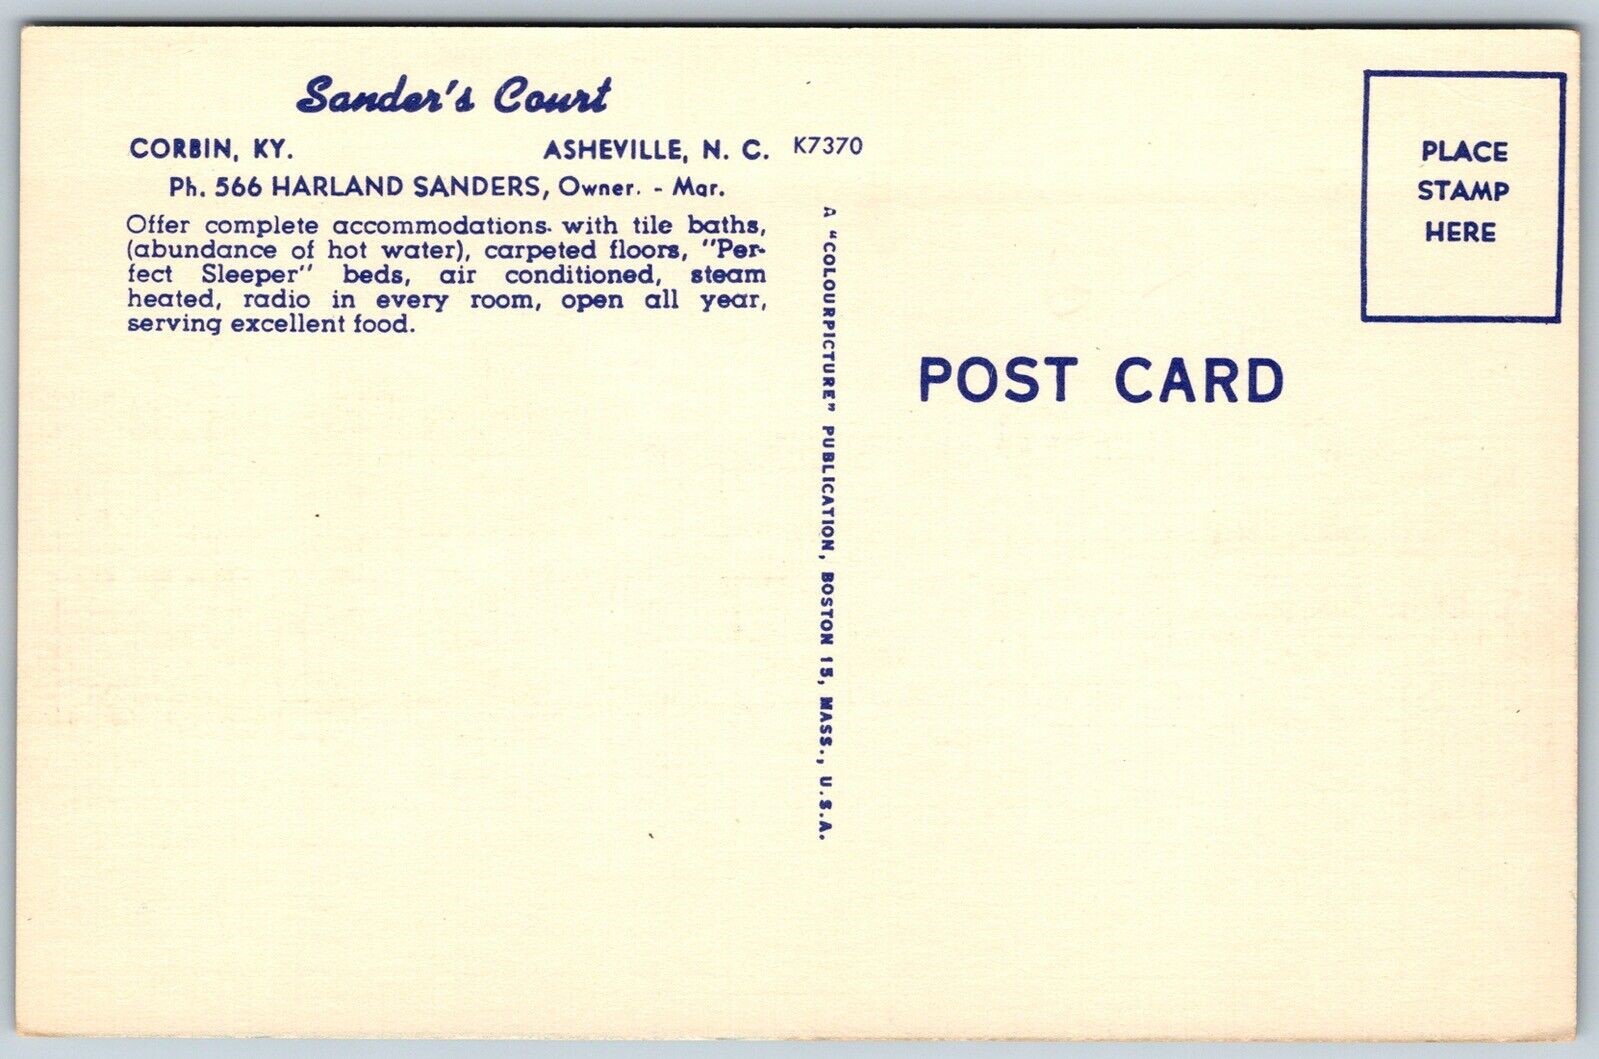 Sander's Court
CORBIN, KY. ASHEVILLE, N. C. K7370
Ph. 566 HARLAND SANDERS, Owner. - Mgr.
Offer complete accommodations with tile baths,
(abundance of hot water), carpeted floors, "Per-
fect Sleeper" beds, air conditioned, steam
heated, radio in every room, open all year,
serving excellent food.
A "COLOURPICTURE" PUBLICATION, BOSTON 15, MASS., U.S.A.
PLACE
STAMP
HERE
POST CARD